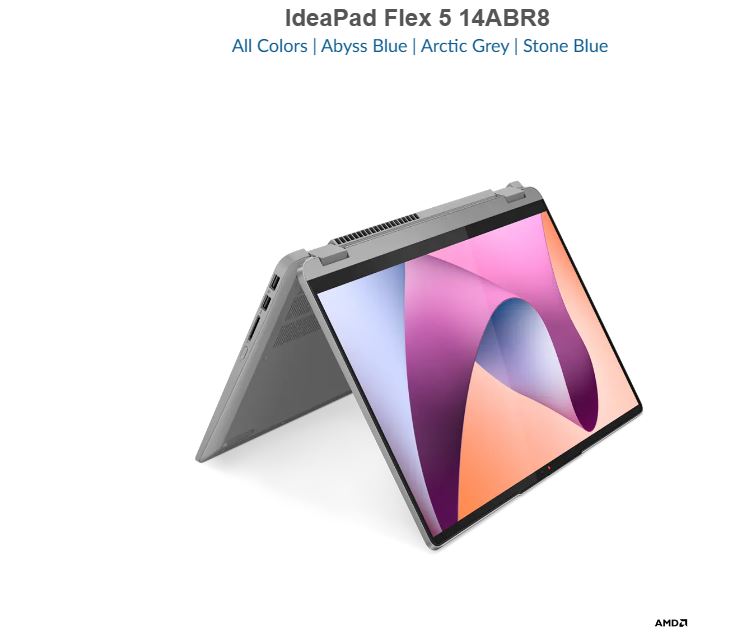 IdeaPad Flex 5 14ABR8
All Colors | Abyss Blue | Arctic Grey | Stone Blue
AMD